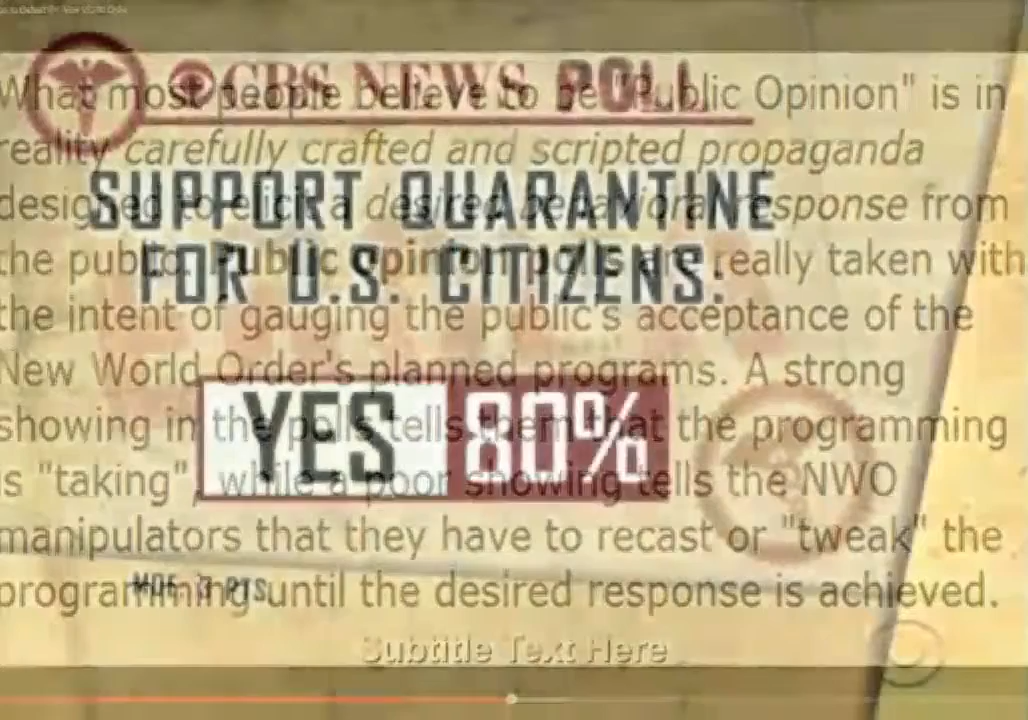 CBS NEWS POLL
What most people believe to be "Public Opinion" is in
reality carefully crafted and scripted propaganda
SUPPORT QUARANTINE
designed to elicit a desired behavioral response from
FOR U.S. CITIZENS:
the public. Public opinion polls are really taken with
the intent of gauging the public's acceptance of the
New World Order's planned programs. A strong
YES 80%
showing in the polls tells them that the programming
is "taking", while a poor showing tells the NWO
manipulators that they have to recast or "tweak" the
MOE 3 PTS.
programming until the desired response is achieved.
Subtitle Text Here